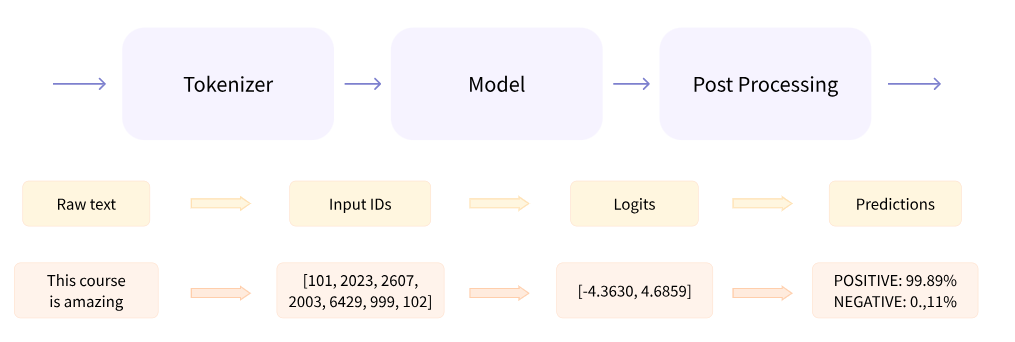 Tokenizer
Model
Post Processing
Raw text
Input IDs
Logits
Predictions
This course
is amazing
[101, 2023, 2607,
2003, 6429, 999, 102]
[-4.3630, 4.6859]
POSITIVE: 99.89%
NEGATIVE: 0.,11%